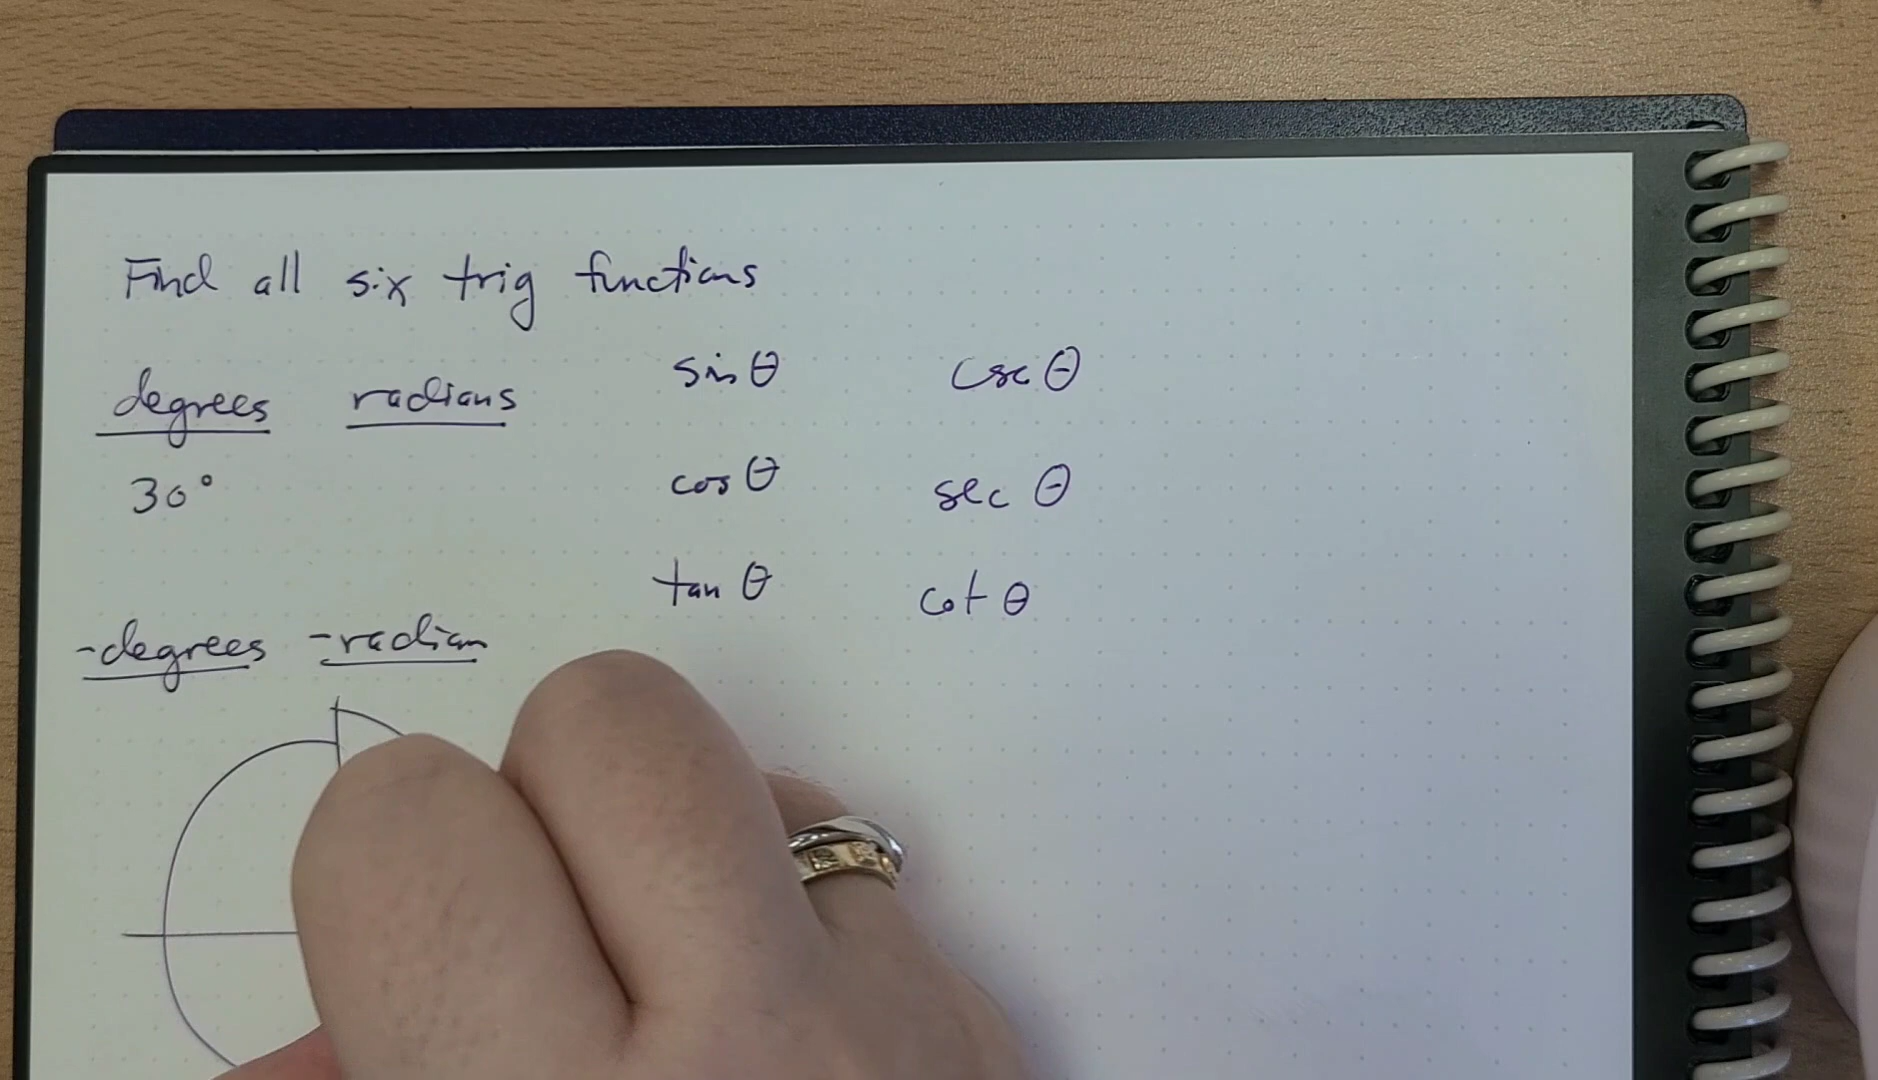 Find all six trig functions
degrees radians
30°
-degrees -radian
sin θ csc θ
cos θ sec θ
tan θ cot θ